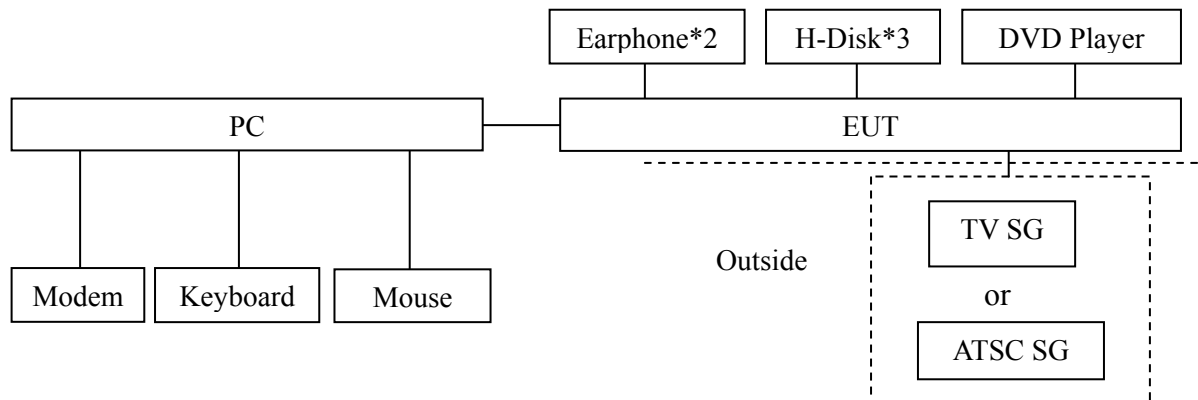 Earphone*2
H-Disk*3
DVD Player
PC
EUT
TV SG
Outside
or
Modem
Keyboard
Mouse
ATSC SG